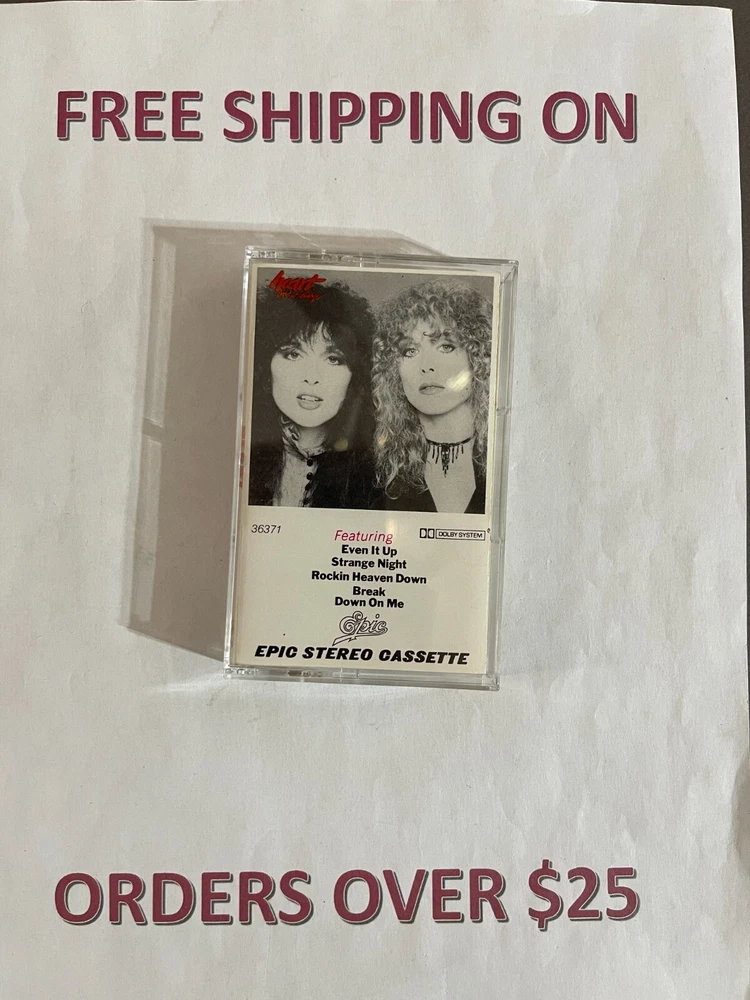 FREE SHIPPING ON
heart
36371
Featuring
DOLBY SYSTEM
Even It Up
Strange Night
Rockin Heaven Down
Break
Down On Me
Epic
EPIC STEREO CASSETTE
ORDERS OVER $25